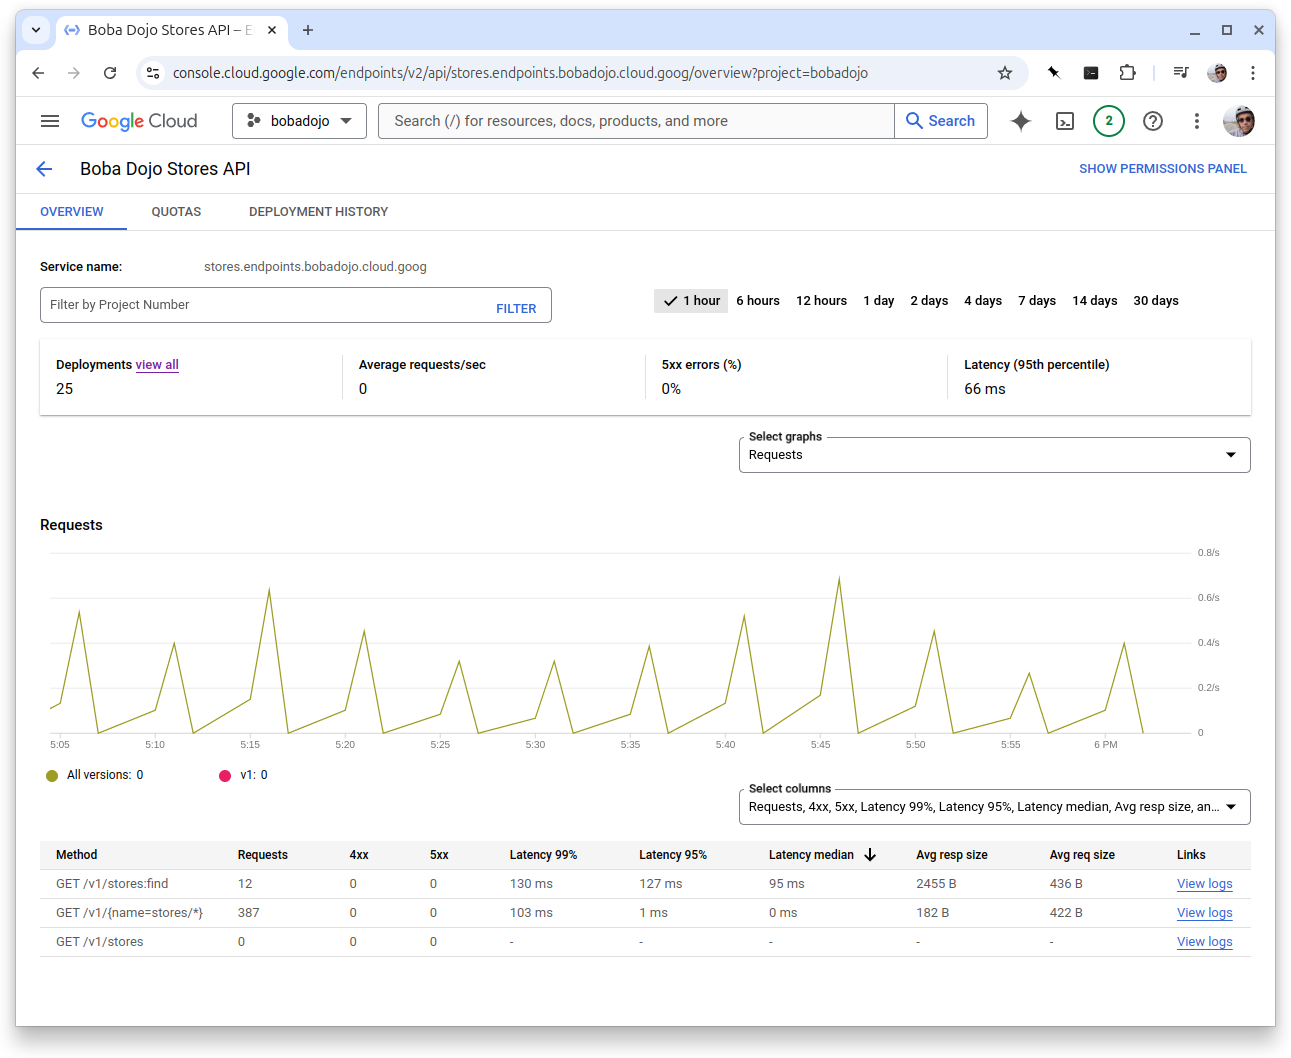 Boba Dojo Stores API – E
console.cloud.google.com/endpoints/v2/api/stores.endpoints.bobadojo.cloud.goog/overview?project=bobadojo
Google Cloud
bobadojo
Search (/) for resources, docs, products, and more
Search
2
Boba Dojo Stores API
SHOW PERMISSIONS PANEL
OVERVIEW QUOTAS DEPLOYMENT HISTORY
Service name: stores.endpoints.bobadojo.cloud.goog
Filter by Project Number FILTER
1 hour 6 hours 12 hours 1 day 2 days 4 days 7 days 14 days 30 days
Deployments view all Average requests/sec 5xx errors (%) Latency (95th percentile)
25 0 0% 66 ms
Select graphs
Requests
Requests
0.8/s
0.6/s
0.4/s
0.2/s
0
5:05 5:10 5:15 5:20 5:25 5:30 5:35 5:40 5:45 5:50 5:55 6 PM
All versions: 0 v1: 0
Select columns
Requests, 4xx, 5xx, Latency 99%, Latency 95%, Latency median, Avg resp size, an...
Method Requests 4xx 5xx Latency 99% Latency 95% Latency median Avg resp size Avg req size Links
GET /v1/stores:find 12 0 0 130 ms 127 ms 95 ms 2455 B 436 B View logs
GET /v1/{name=stores/*} 387 0 0 103 ms 1 ms 0 ms 182 B 422 B View logs
GET /v1/stores 0 0 0 - - - - - View logs